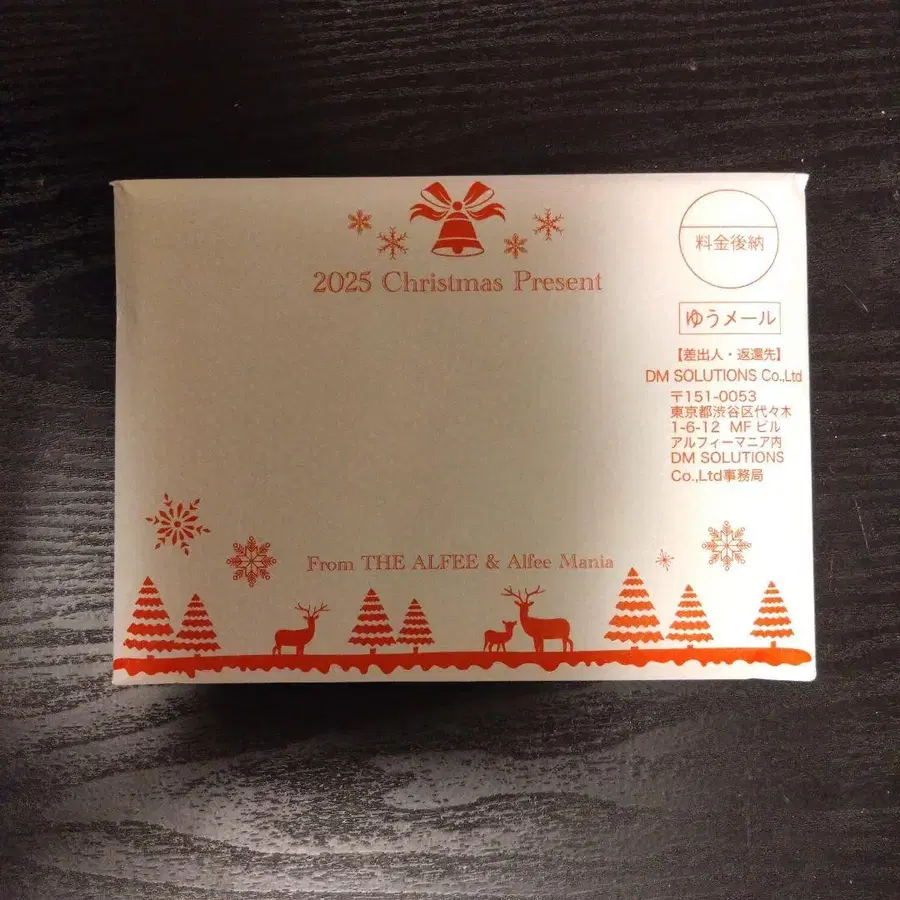 2025 Christmas Present
料金後納
ゆうメール
【差出人・返還先】
DM SOLUTIONS Co.,Ltd
〒151-0053
東京都渋谷区代々木
1-6-12 MFビル
アルフィーマニア内
DM SOLUTIONS
Co.,Ltd事務局
From THE ALFEE & Alfee Mania